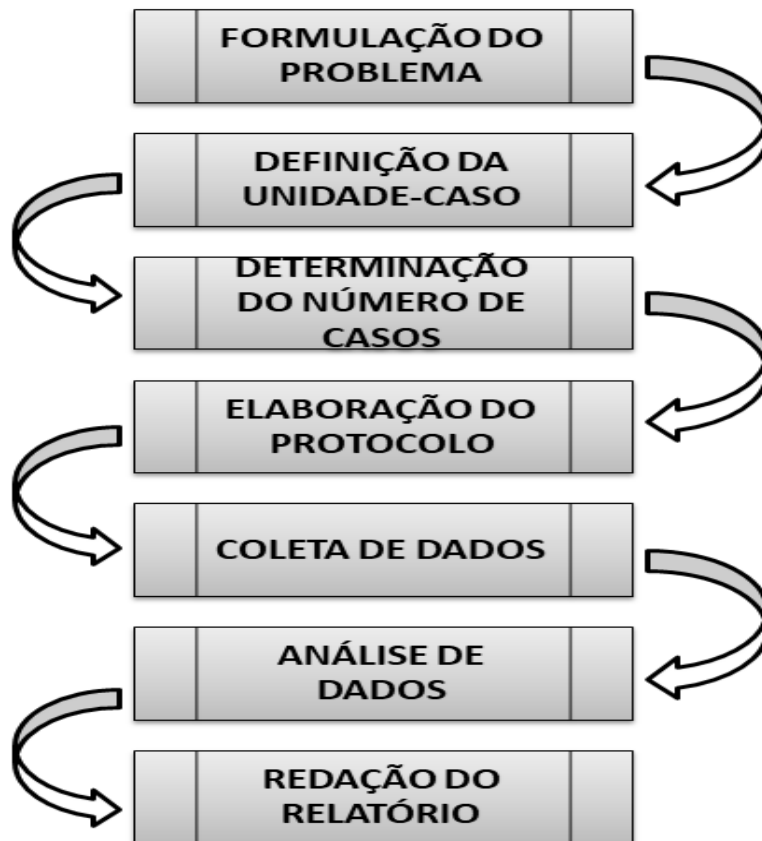 FORMULAÇÃO DO
PROBLEMA
DEFINIÇÃO DA
UNIDADE-CASO
DETERMINAÇÃO
DO NÚMERO DE
CASOS
ELABORAÇÃO DO
PROTOCOLO
COLETA DE DADOS
ANÁLISE DE
DADOS
REDAÇÃO DO
RELATÓRIO